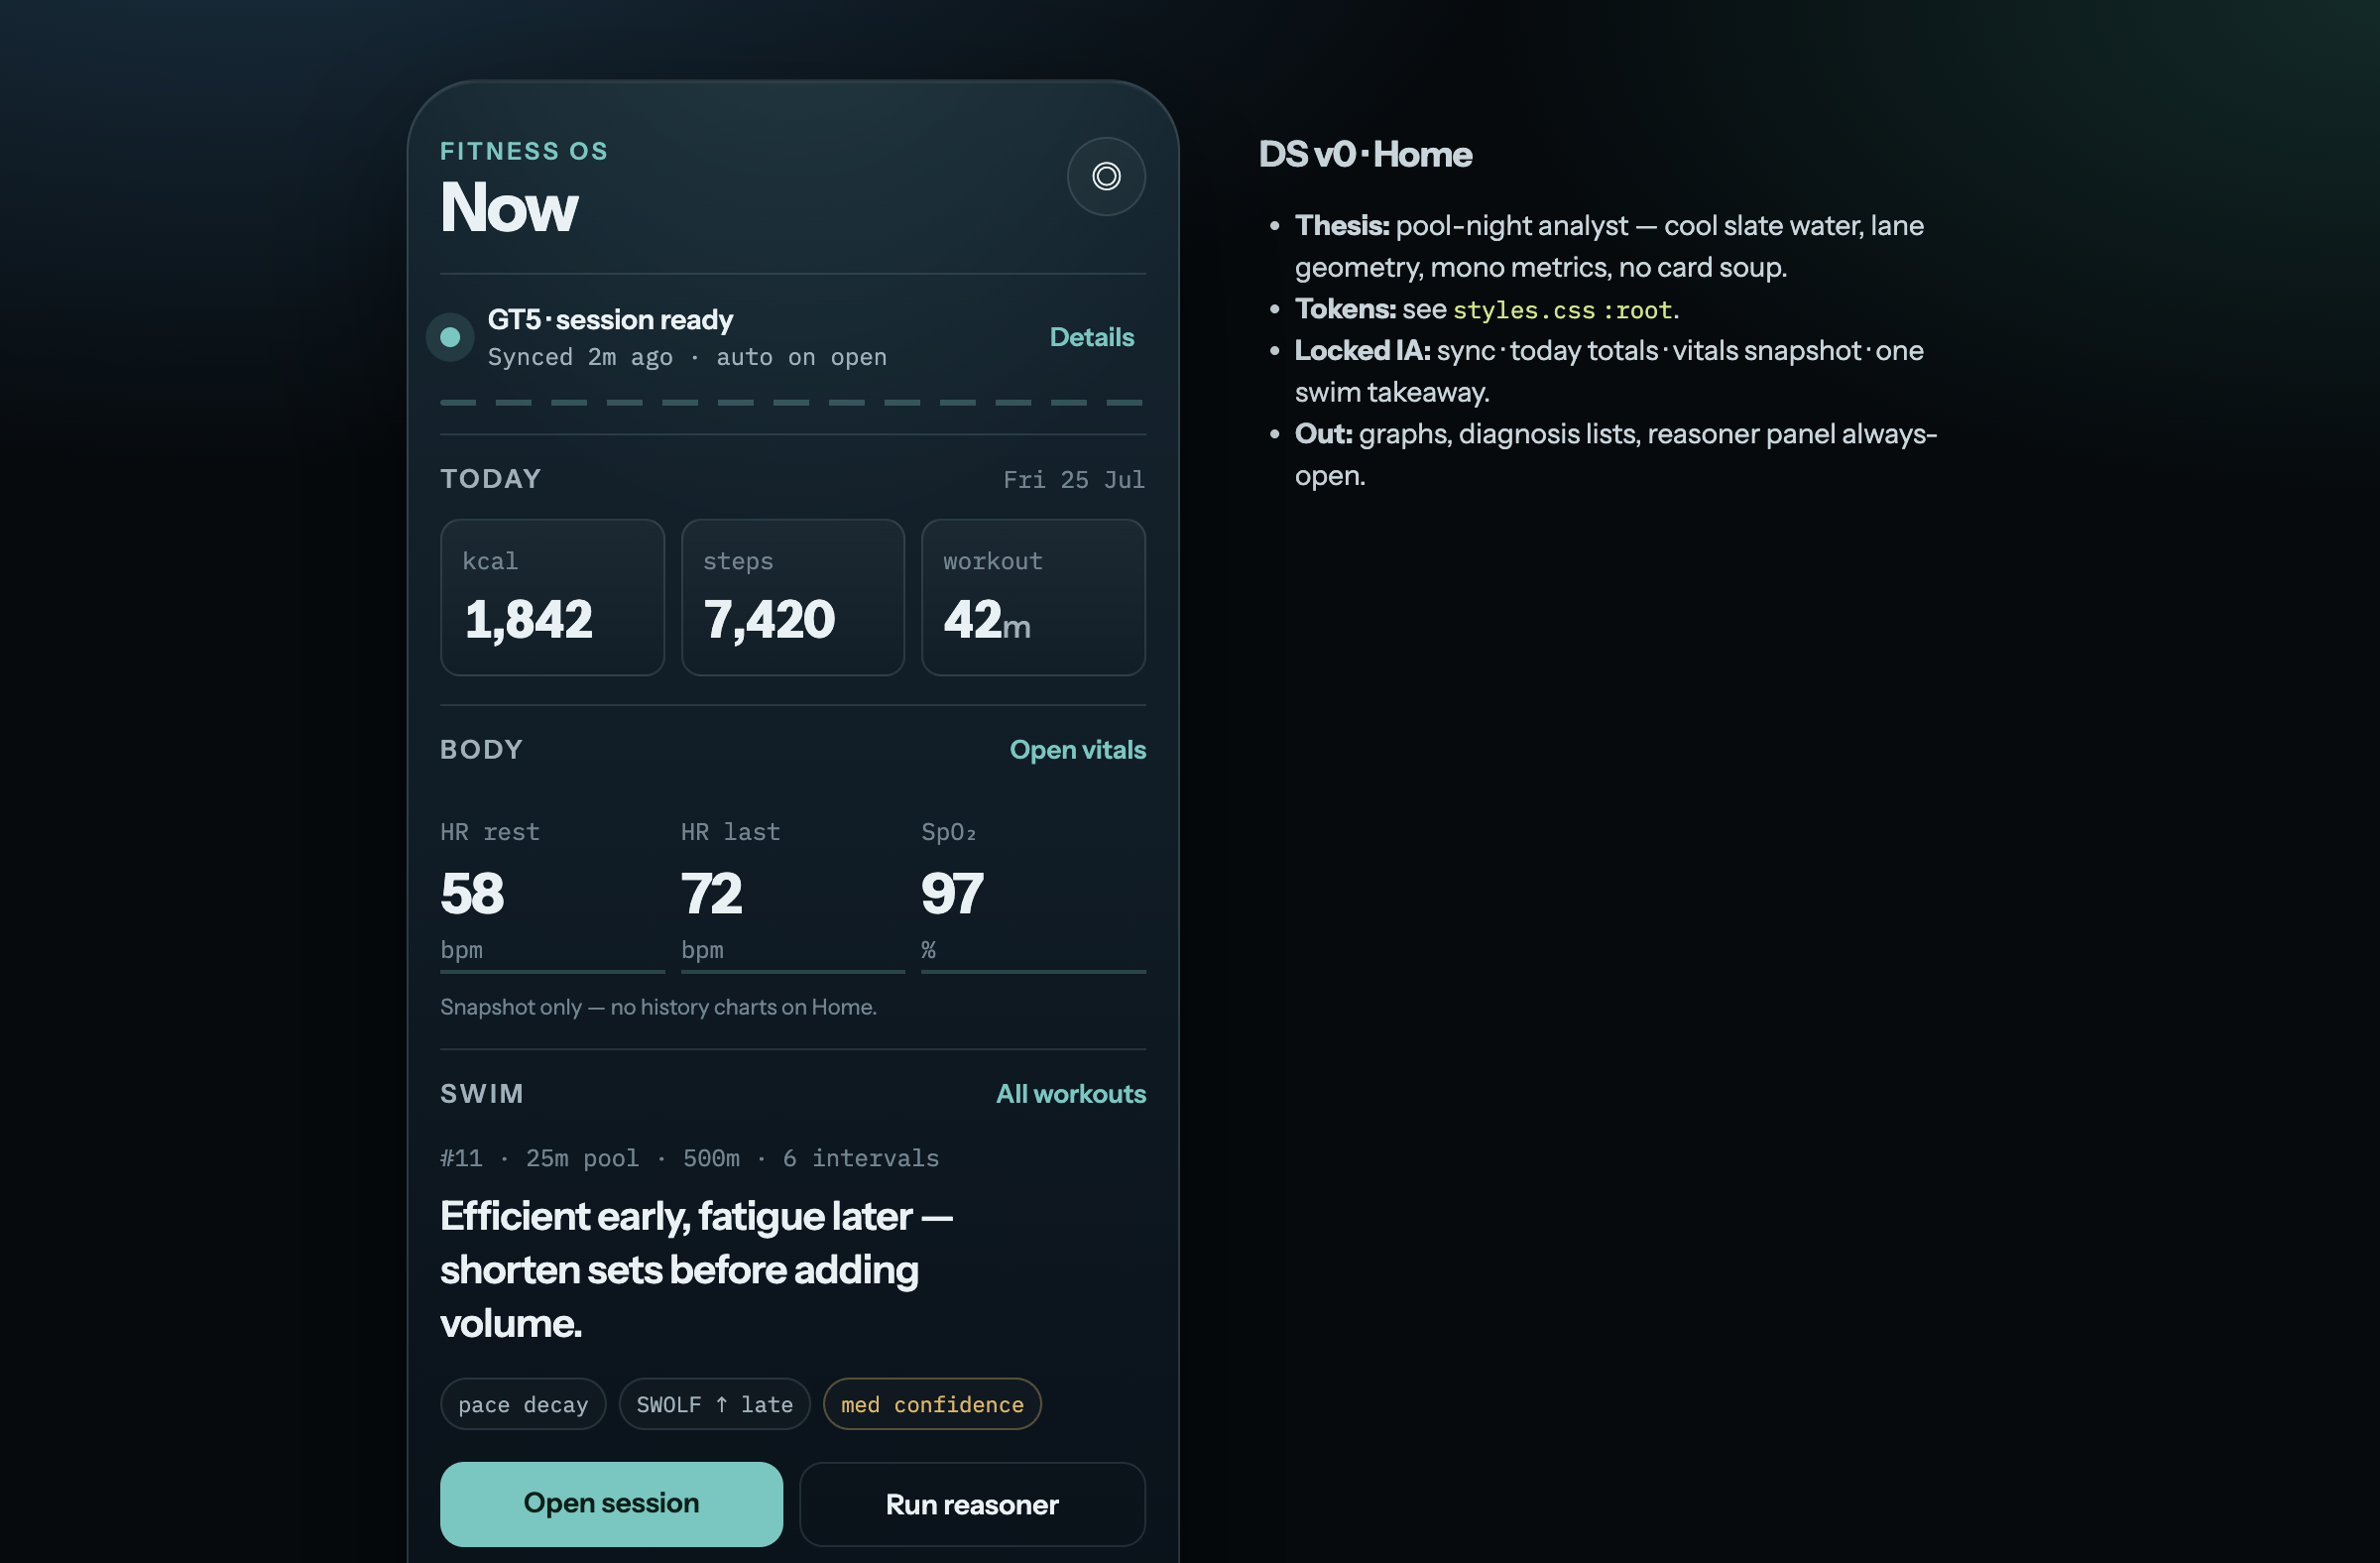 FITNESS OS
Now
GT5 · session ready
Synced 2m ago · auto on open
Details
TODAY
Fri 25 Jul
kcal
1,842
steps
7,420
workout
42m
BODY
Open vitals
HR rest
58
bpm
HR last
72
bpm
SpO₂
97
%
Snapshot only — no history charts on Home.
SWIM
All workouts
#11 · 25m pool · 500m · 6 intervals
Efficient early, fatigue later —
shorten sets before adding
volume.
pace decay
SWOLF ↑ late
med confidence
Open session
Run reasoner
DS v0 · Home
• Thesis: pool-night analyst — cool slate water, lane
geometry, mono metrics, no card soup.
• Tokens: see styles.css :root.
• Locked IA: sync · today totals · vitals snapshot · one
swim takeaway.
• Out: graphs, diagnosis lists, reasoner panel always-
open.